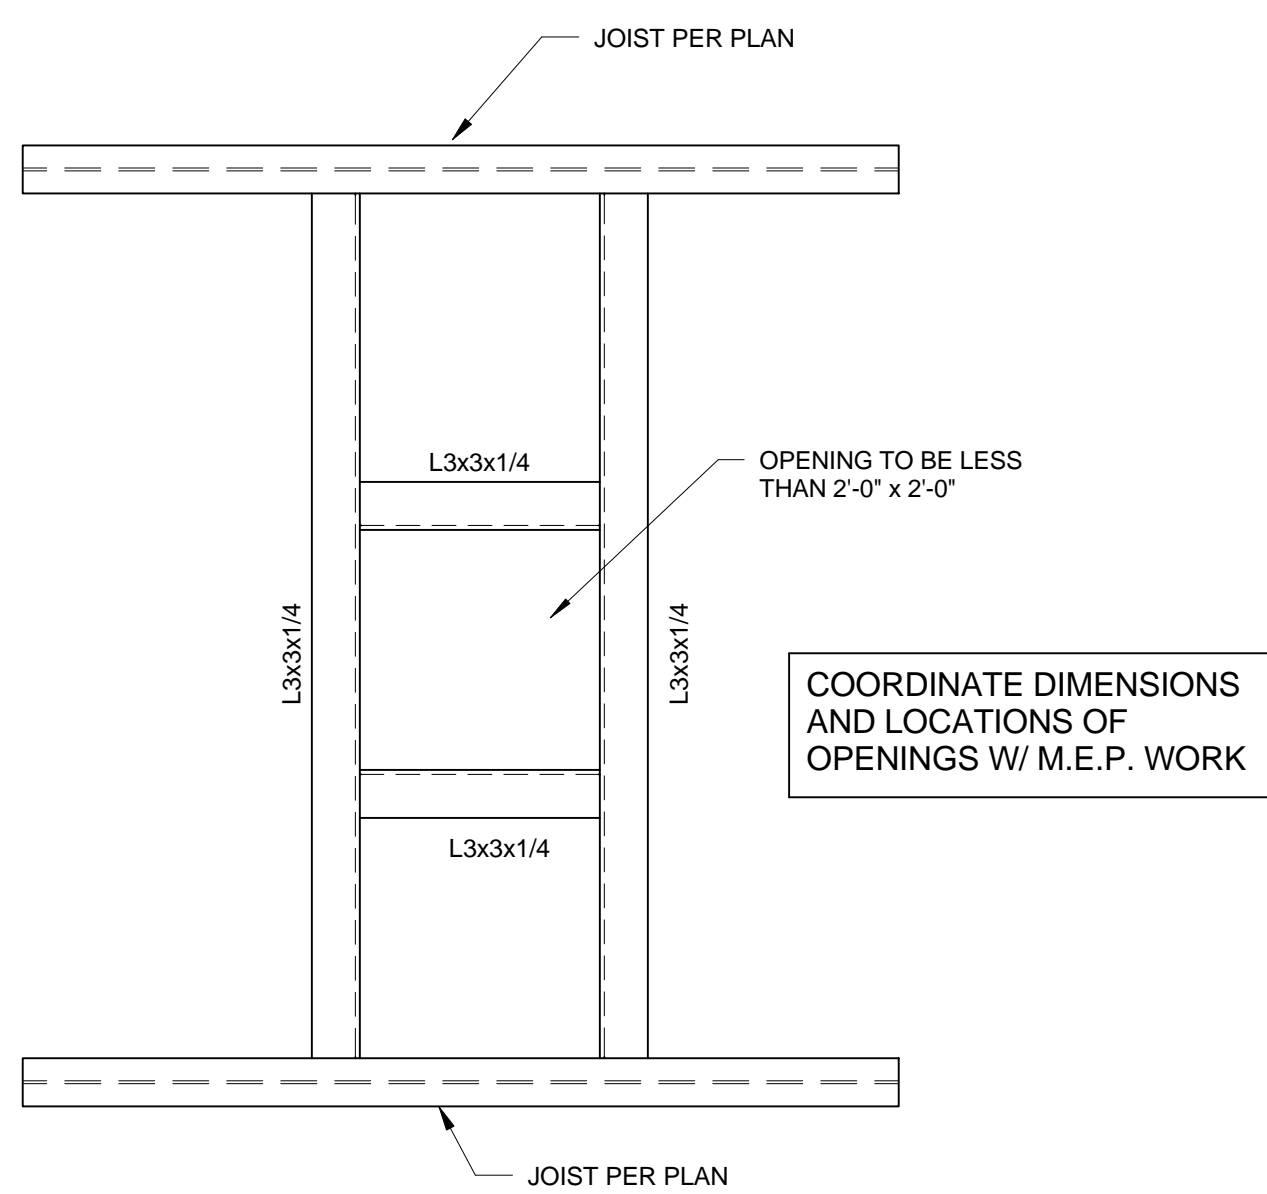 JOIST PER PLAN
L3x3x1/4
OPENING TO BE LESS
THAN 2'-0" x 2'-0"
L3x3x1/4
L3x3x1/4
COORDINATE DIMENSIONS
AND LOCATIONS OF
OPENINGS W/ M.E.P. WORK
L3x3x1/4
JOIST PER PLAN